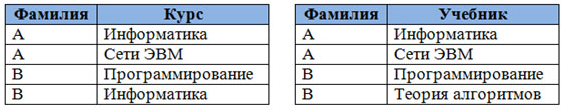 Фамилия Курс
А Информатика
А Сети ЭВМ
В Программирование
В Информатика
Фамилия Учебник
А Информатика
А Сети ЭВМ
В Программирование
В Теория алгоритмов